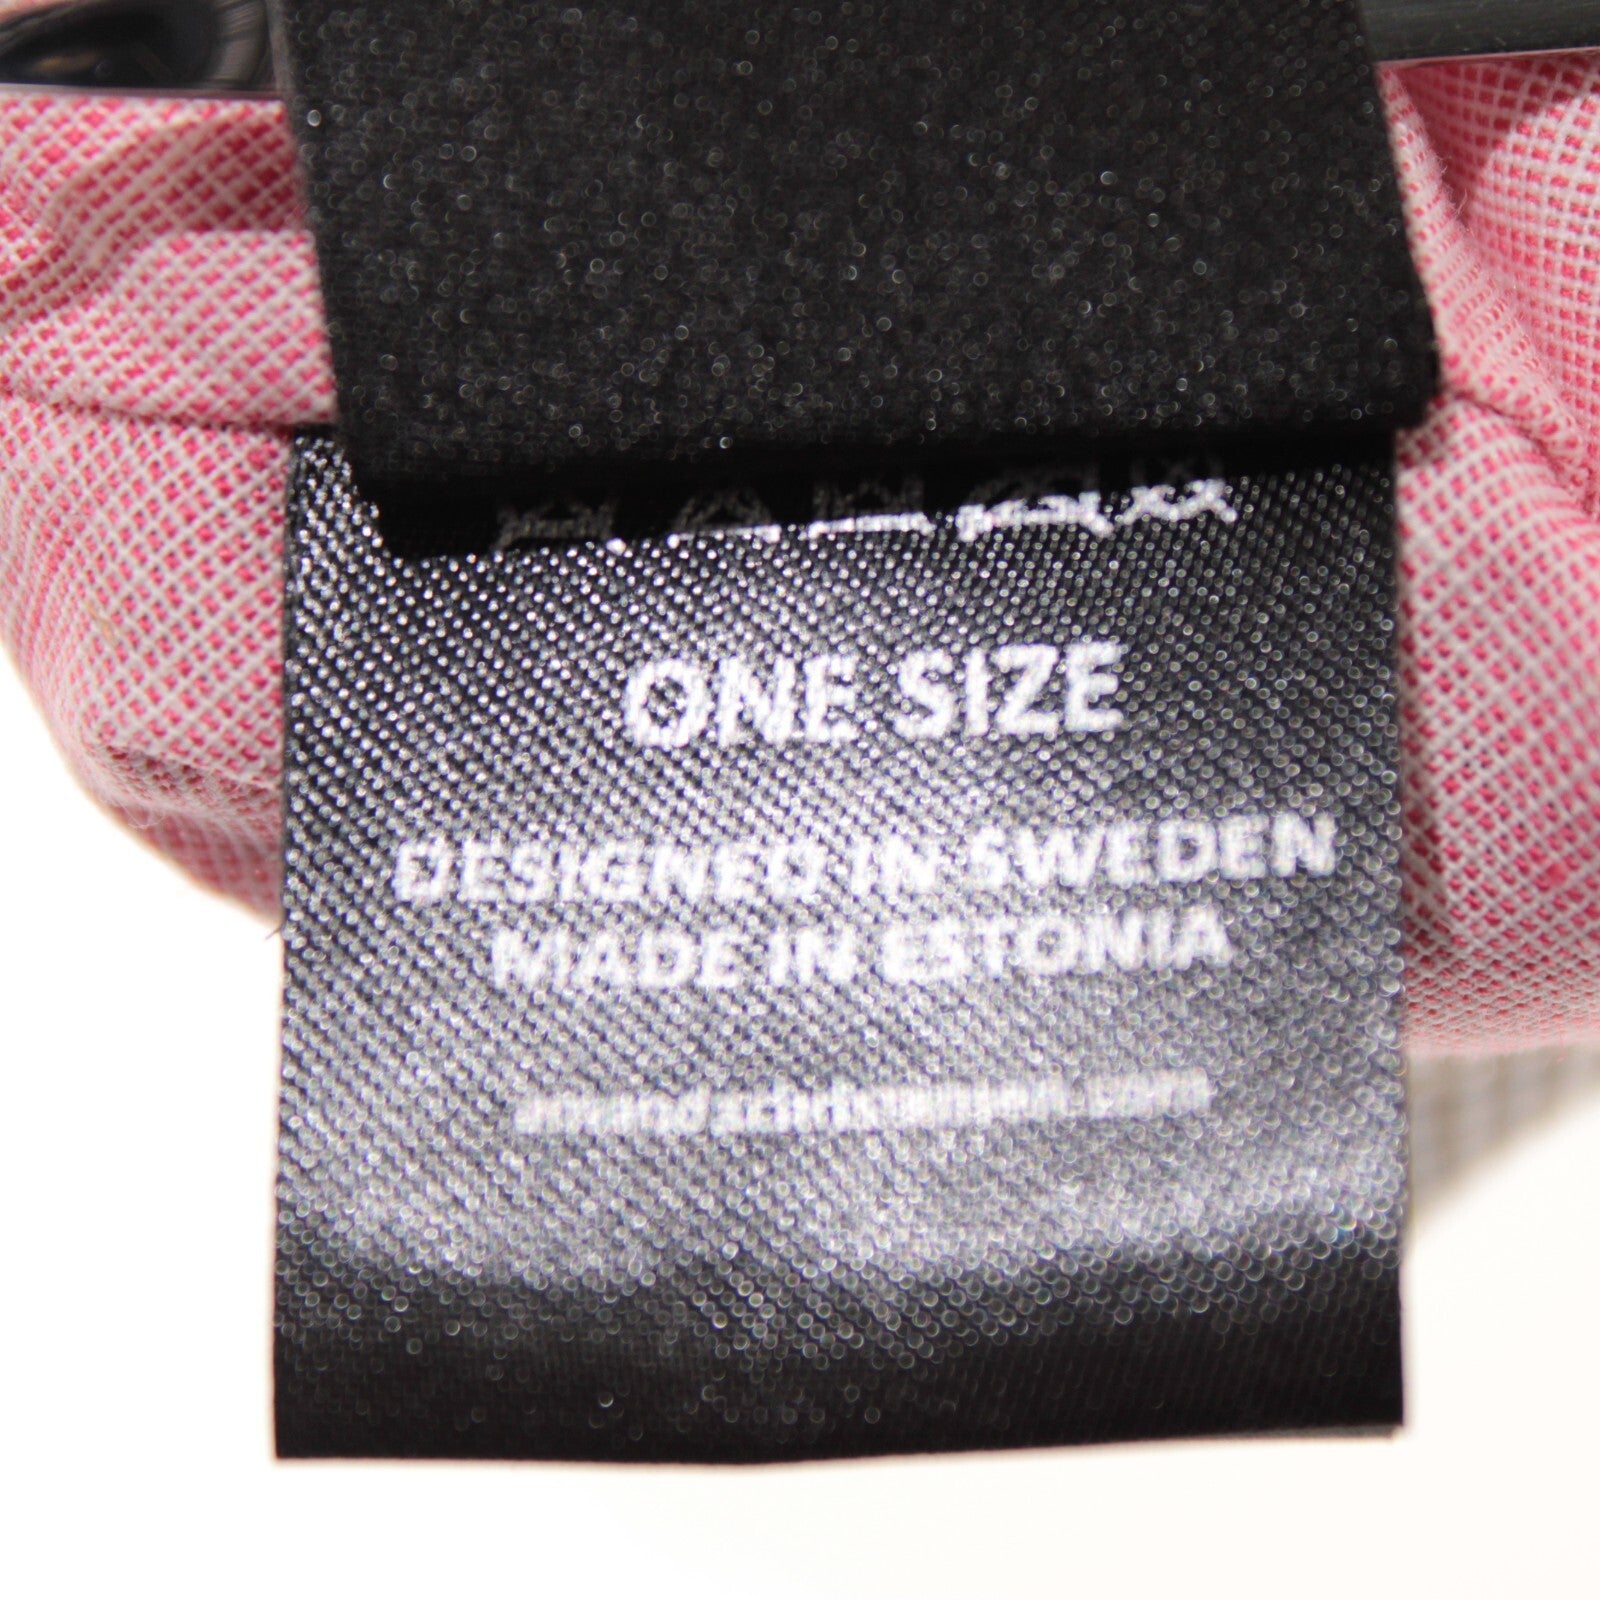 ONE SIZE
DESIGNED IN SWEDEN
MADE IN ESTONIA